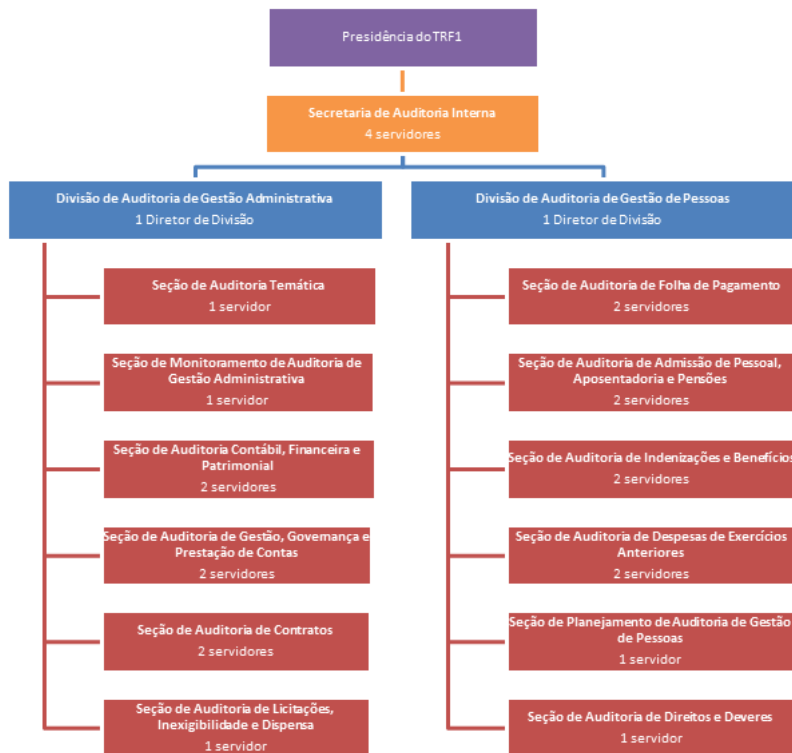 Presidência do TRF1
Secretaria de Auditoria Interna
4 servidores
Divisão de Auditoria de Gestão Administrativa
1 Diretor de Divisão
Seção de Auditoria Temática
1 servidor
Seção de Monitoramento de Auditoria de
Gestão Administrativa
1 servidor
Seção de Auditoria Contábil, Financeira e
Patrimonial
2 servidores
Seção de Auditoria de Gestão, Governança e
Prestação de Contas
2 servidores
Seção de Auditoria de Contratos
2 servidores
Seção de Auditoria de Licitações,
Inexigibilidade e Dispensa
1 servidor
Divisão de Auditoria de Gestão de Pessoas
1 Diretor de Divisão
Seção de Auditoria de Folha de Pagamento
2 servidores
Seção de Auditoria de Admissão de Pessoal,
Aposentadoria e Pensões
2 servidores
Seção de Auditoria de Indenizações e Benefícios
2 servidores
Seção de Auditoria de Despesas de Exercícios
Anteriores
2 servidores
Seção de Planejamento de Auditoria de Gestão
de Pessoas
1 servidor
Seção de Auditoria de Direitos e Deveres
1 servidor